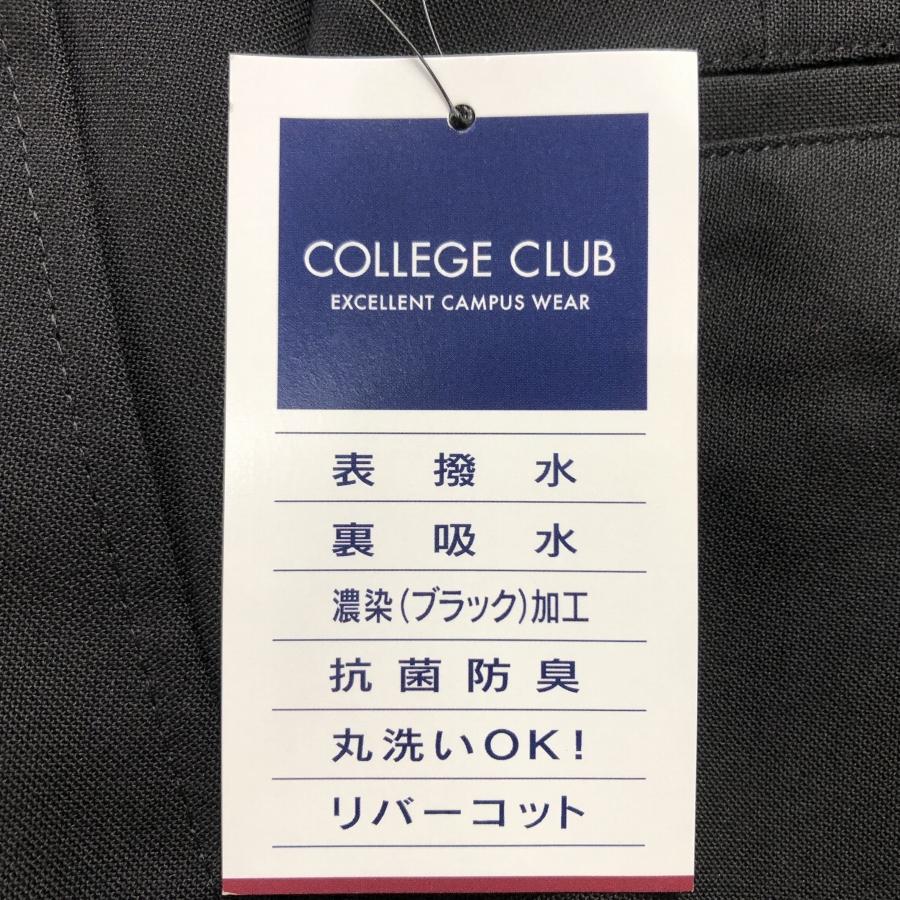 COLLEGE CLUB
EXCELLENT CAMPUS WEAR
表撥水
裏吸水
濃染(ブラック)加工
抗菌防臭
丸洗いOK!
リバーコット